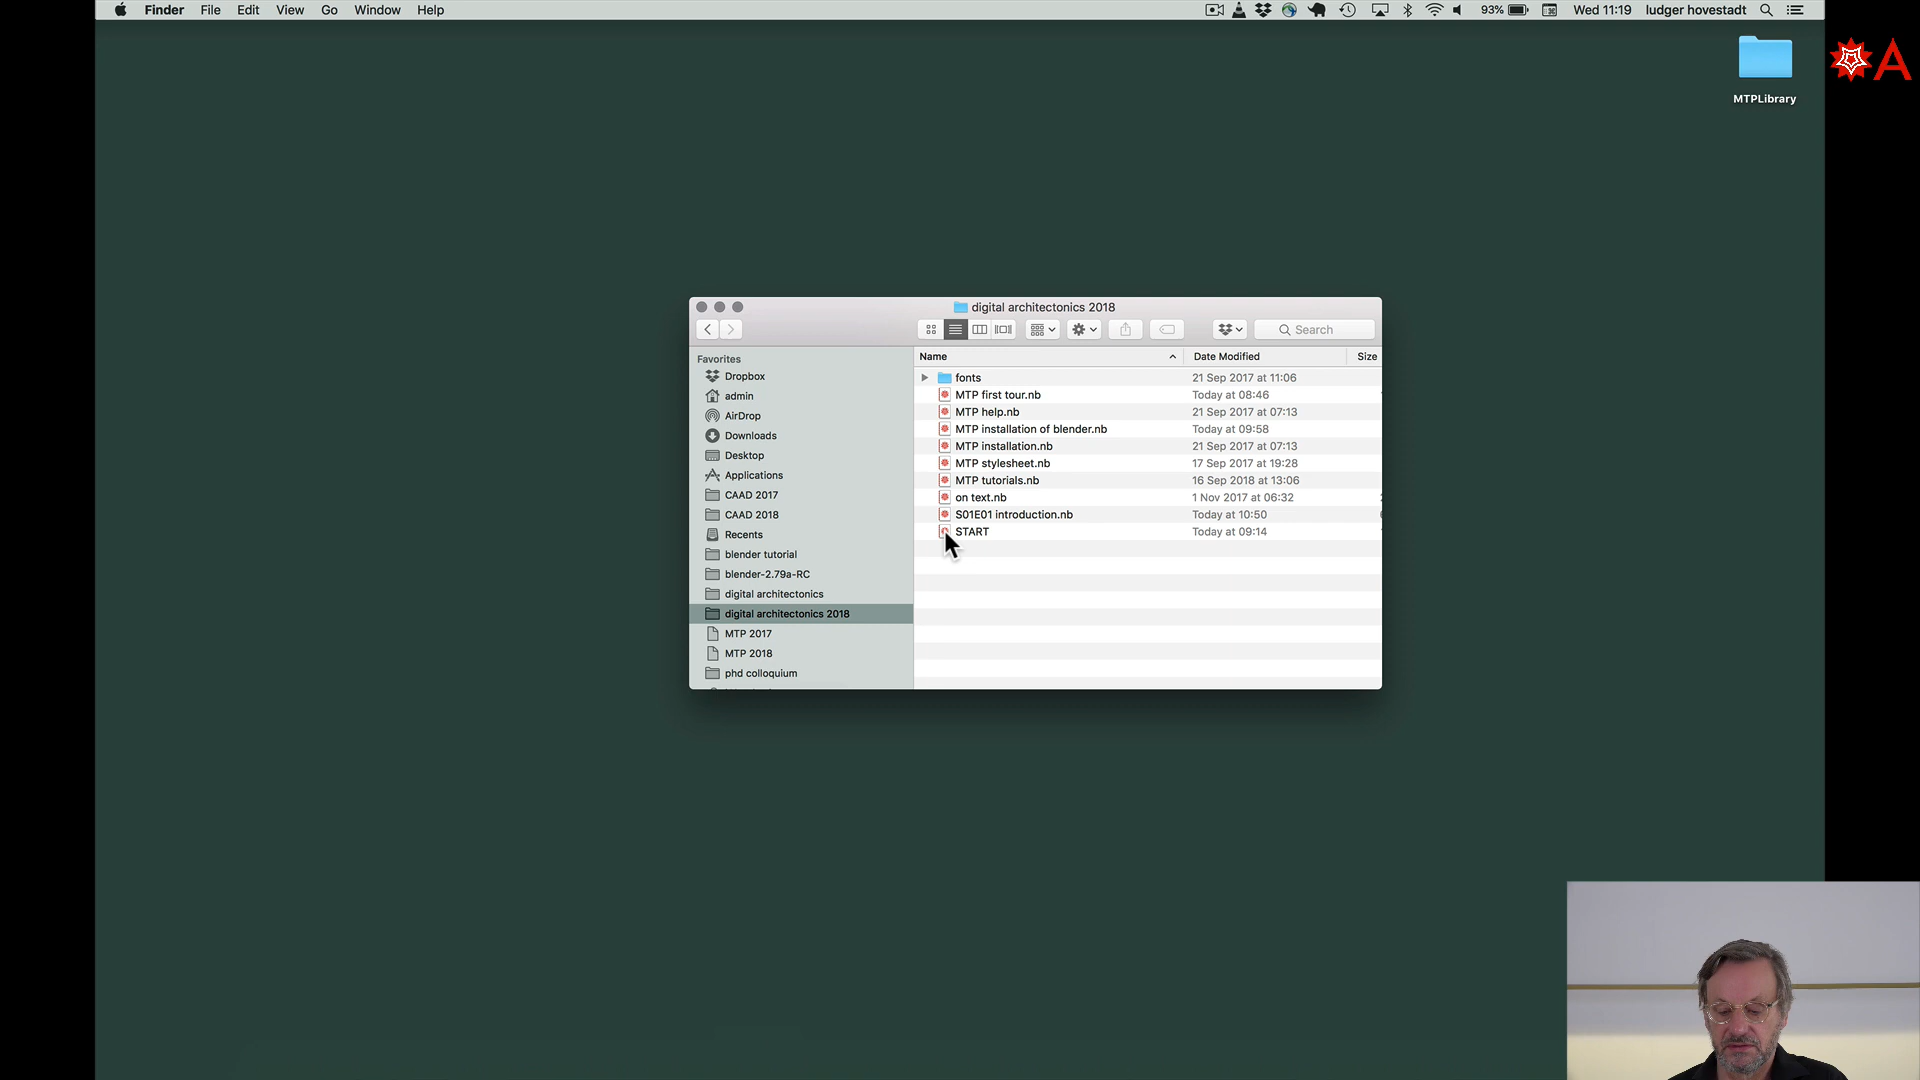 Finder File Edit View Go Window Help 93% Wed 11:19 ludger hovestadt
MTPLibrary
A
digital architectonics 2018
Search
Favorites
Dropbox
admin
AirDrop
Downloads
Desktop
Applications
CAAD 2017
CAAD 2018
Recents
blender tutorial
blender-2.79a-RC
digital architectonics
digital architectonics 2018
MTP 2017
MTP 2018
phd colloquium
Name Date Modified Size
fonts 21 Sep 2017 at 11:06
MTP first tour.nb Today at 08:46
MTP help.nb 21 Sep 2017 at 07:13
MTP installation of blender.nb Today at 09:58
MTP installation.nb 21 Sep 2017 at 07:13
MTP stylesheet.nb 17 Sep 2017 at 19:28
MTP tutorials.nb 16 Sep 2018 at 13:06
on text.nb 1 Nov 2017 at 06:32
S01E01 introduction.nb Today at 10:50
START Today at 09:14